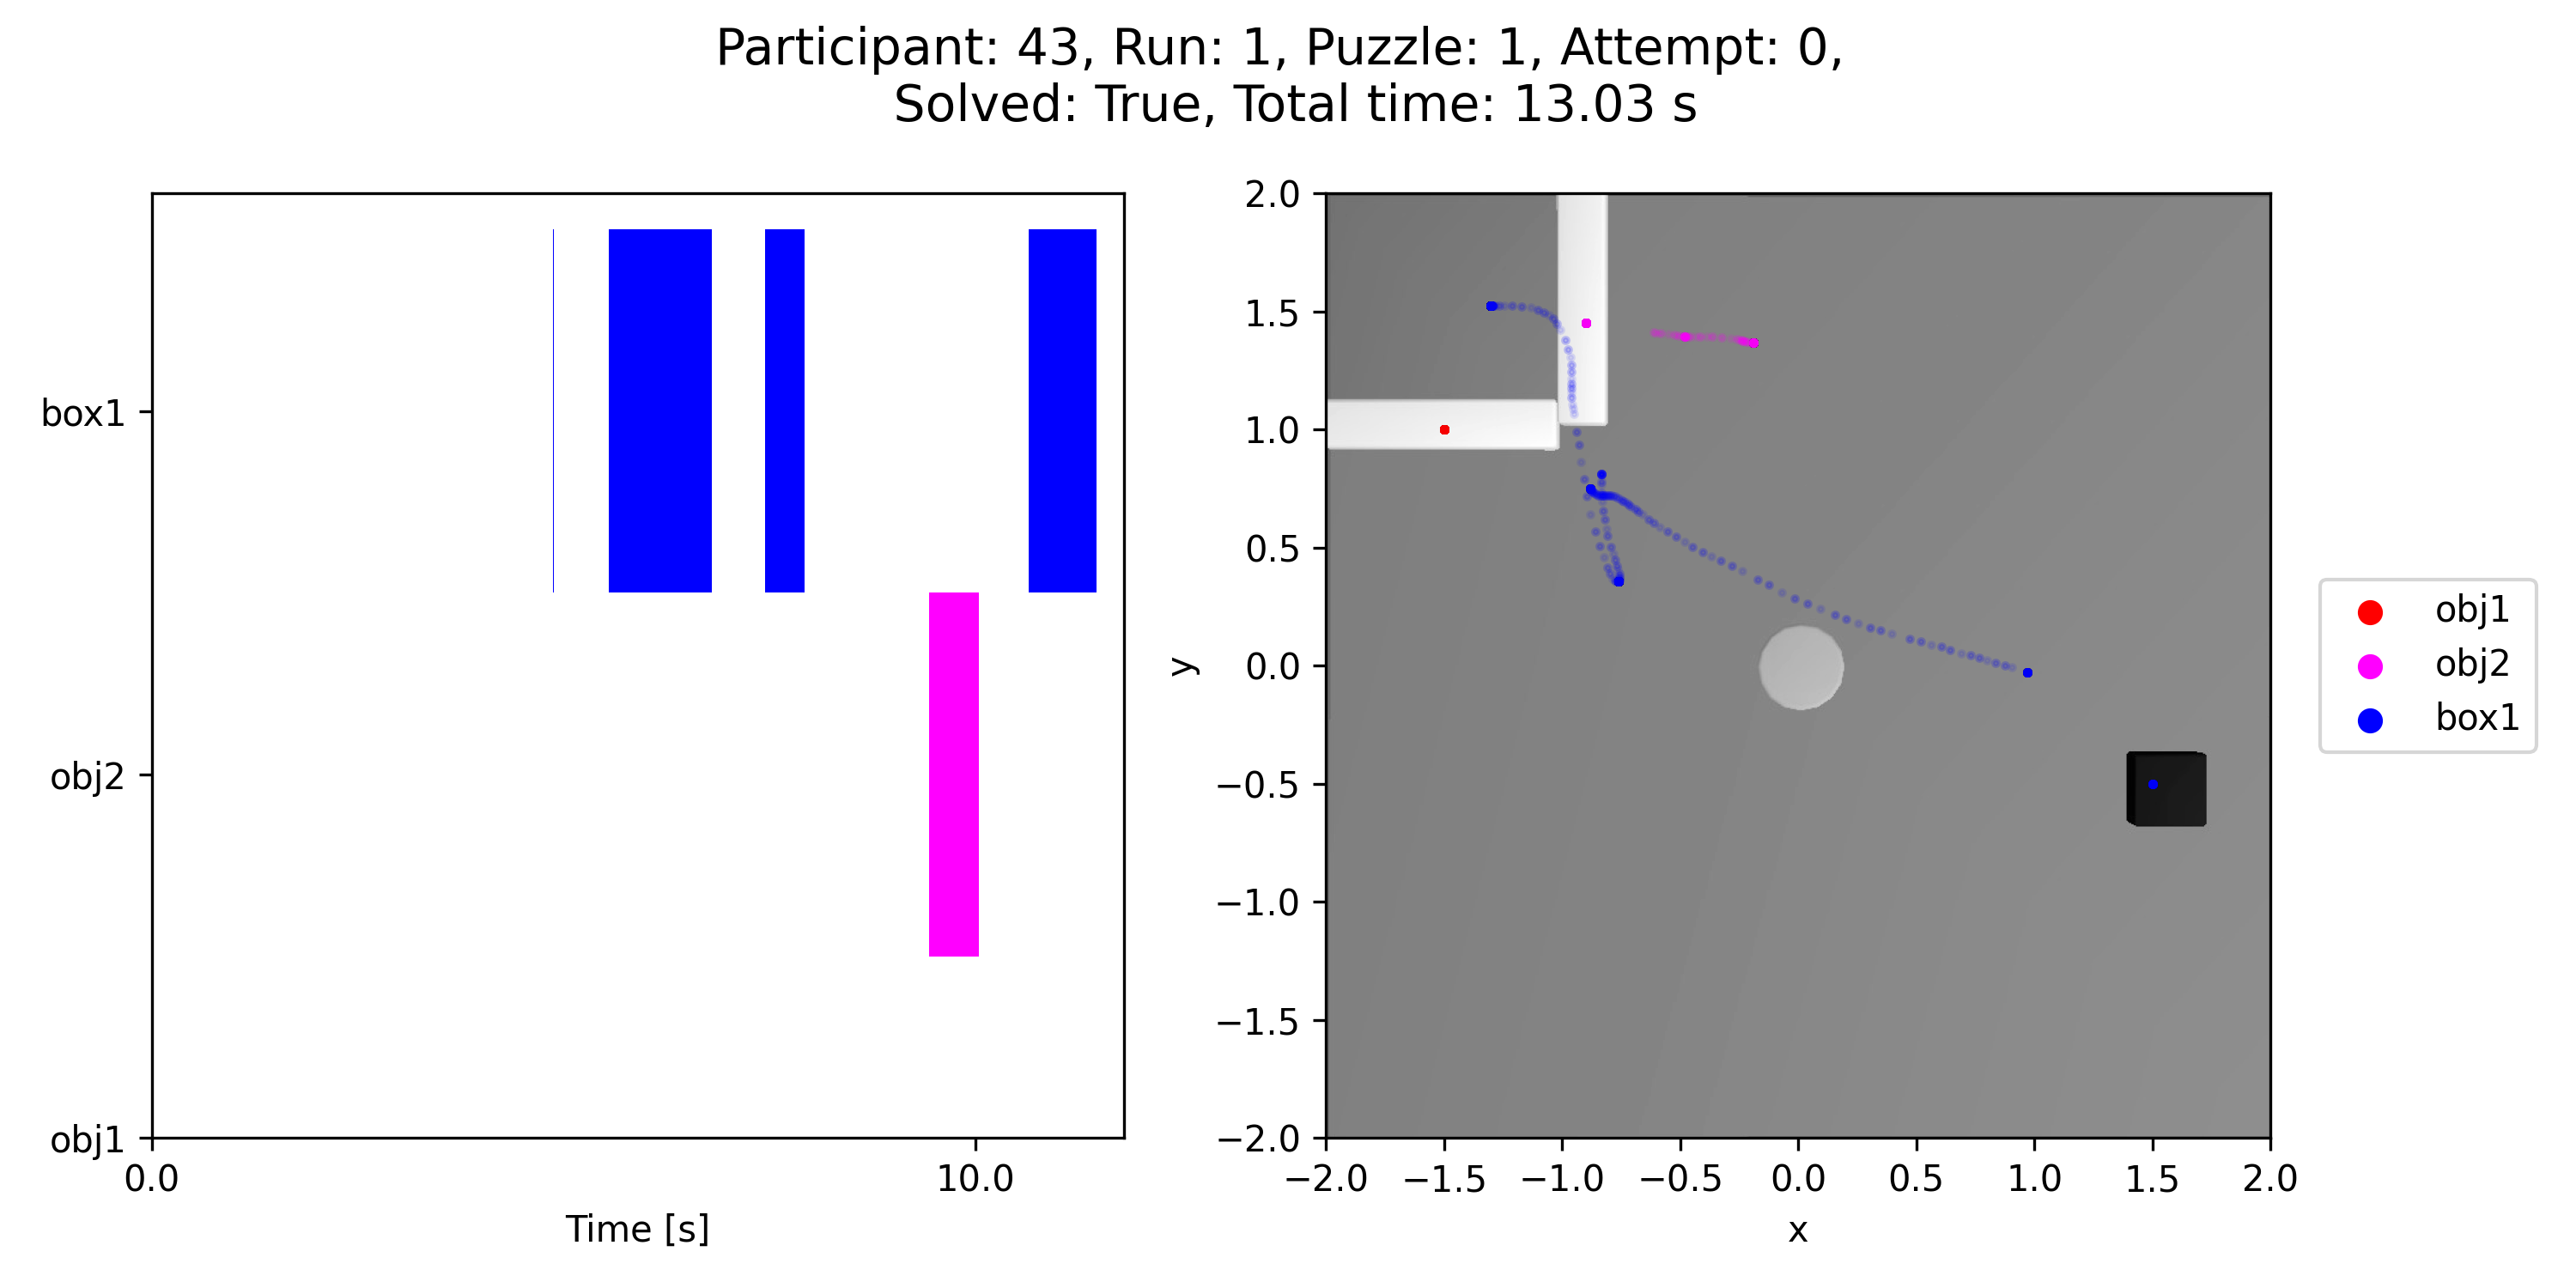 Participant: 43, Run: 1, Puzzle: 1, Attempt: 0,
Solved: True, Total time: 13.03 s
box1
obj2
obj1
0.0
10.0
Time [s]
2.0
1.5
1.0
0.5
0.0
−0.5
−1.0
−1.5
−2.0
y
−2.0
−1.5
−1.0
−0.5
0.0
0.5
1.0
1.5
2.0
x
obj1
obj2
box1